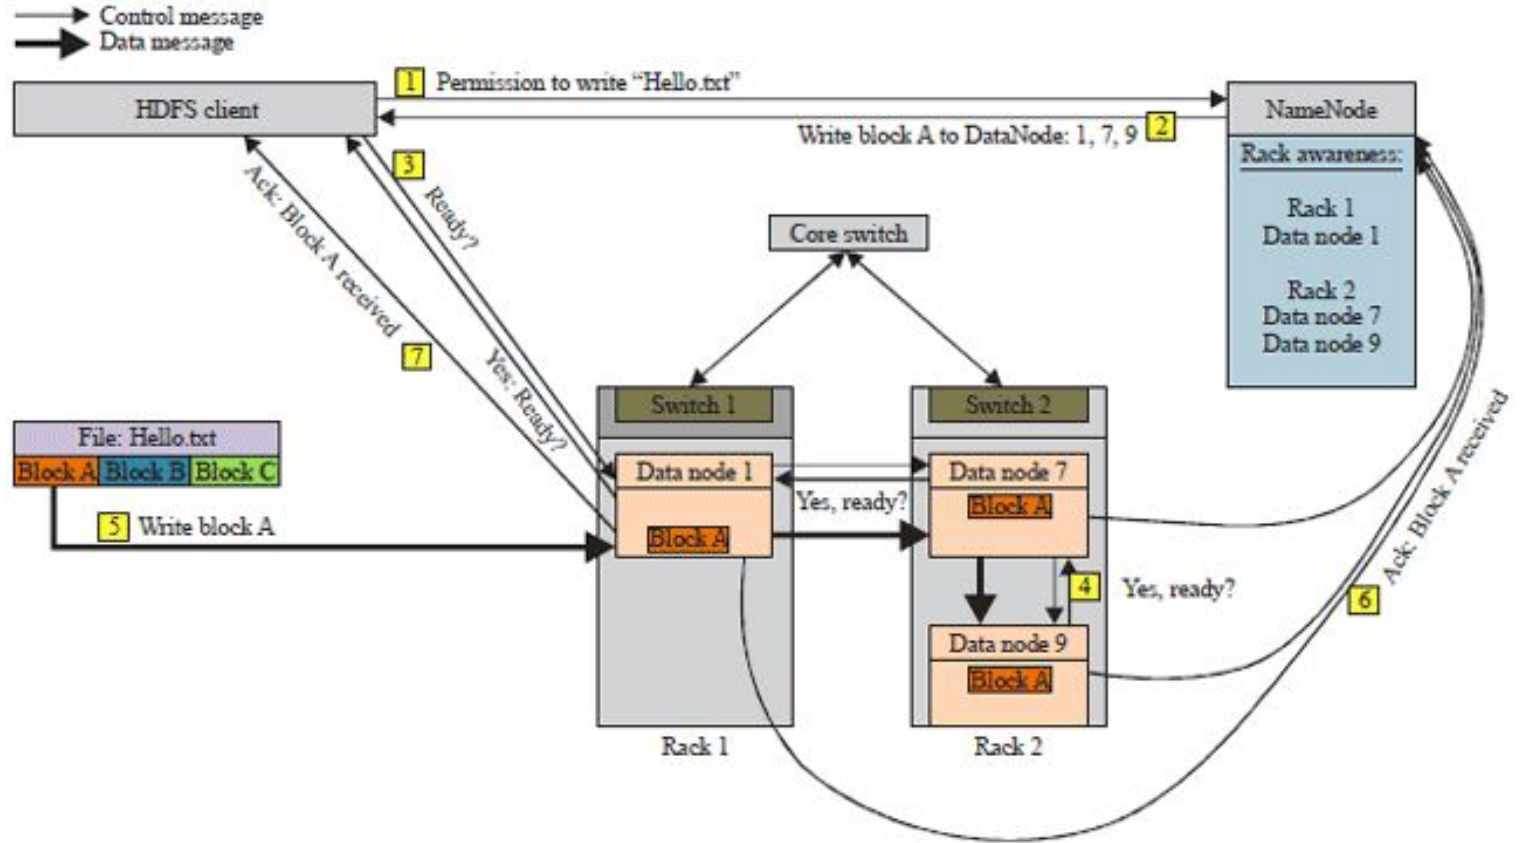 Control message
Data message
1 Permission to write “Hello.txt”
HDFS client
NameNode
2
Write block A to DataNode: 1, 7, 9
Rack awareness:
Rack 1
Data node 1
Rack 2
Data node 7
Data node 9
3
Ready?
Ack: Block A received
7
Yes; Ready?
Core switch
Switch 1
Switch 2
File: Hello.txt
Block A Block B Block C
5 Write block A
Data node 1
Block A
Yes, ready?
Data node 7
Block A
4 Yes, ready?
Data node 9
Block A
6 Ack: Block A received
Rack 1
Rack 2